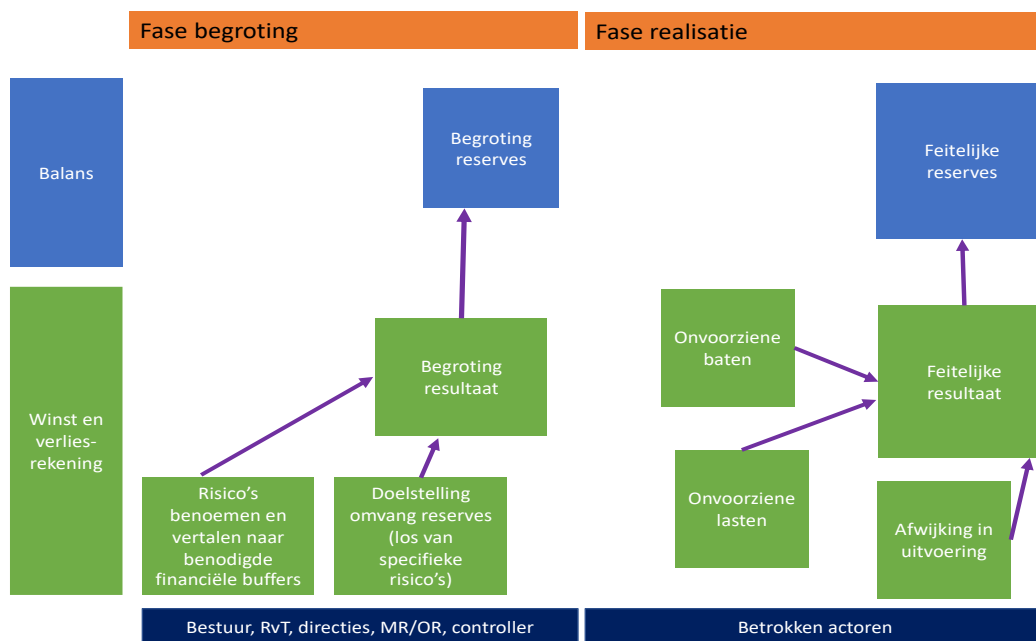 Fase begroting
Fase realisatie
Balans
Begroting
reserves
Feitelijke
reserves
Winst en
verlies-
rekening
Begroting
resultaat
Onvoorziene
baten
Feitelijke
resultaat
Onvoorziene
lasten
Risico’s
benoemen en
vertalen naar
benodigde
financiële buffers
Doelstelling
omvang reserves
(los van
specifieke
risico’s)
Afwijking in
uitvoering
Bestuur, RvT, directies, MR/OR, controller
Betrokken actoren